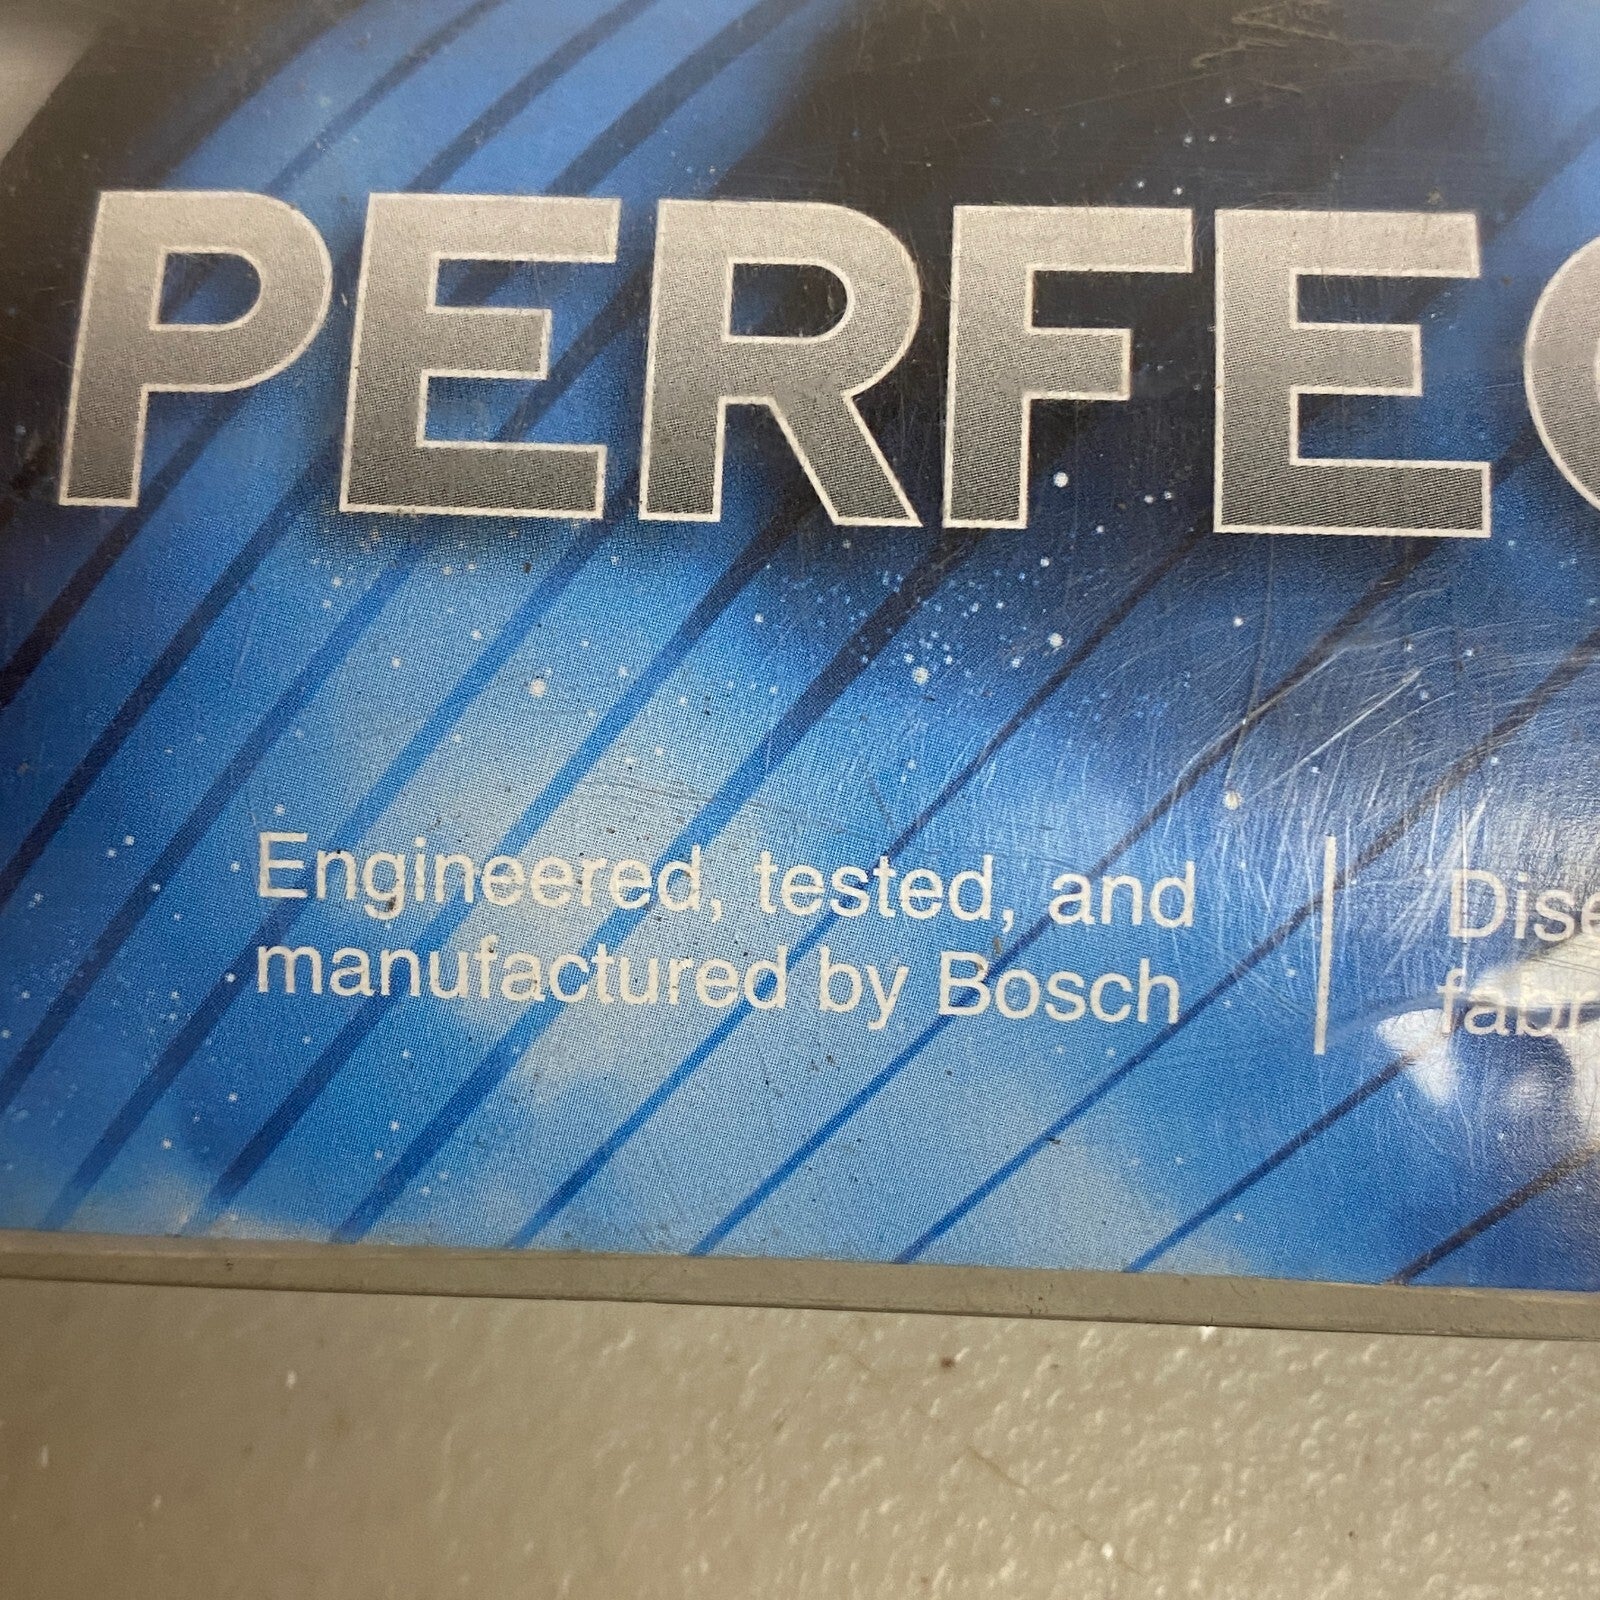 PERFEC
Engineered, tested, and
manufactured by Bosch